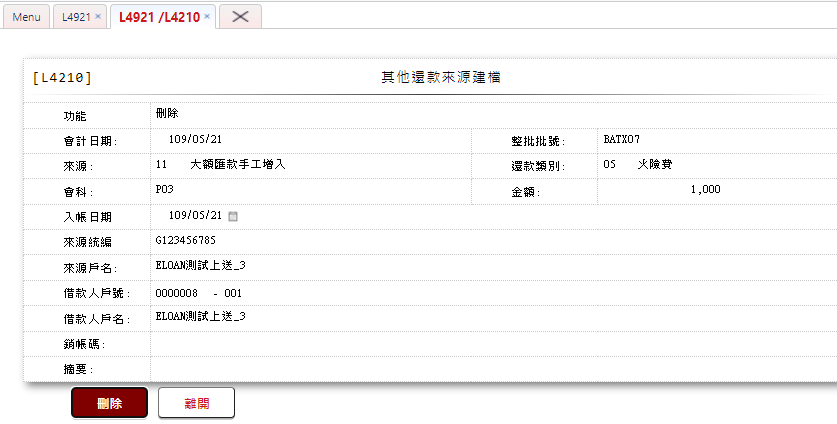 Menu L4921 × L4921 /L4210 ×
[L4210] 其他還款來源建檔
功能 刪除
會計日期: 109/05/21 整批批號: BATX07
來源: 11 大額匯款手工增入 還款類別: 05 火險費
會科: P03 金額: 1,000
入帳日期 109/05/21
來源統編 G123456785
來源戶名: ELOAN測試上送_3
借款人戶號: 0000008 - 001
借款人戶名: ELOAN測試上送_3
銷帳碼:
摘要:
刪除 離開